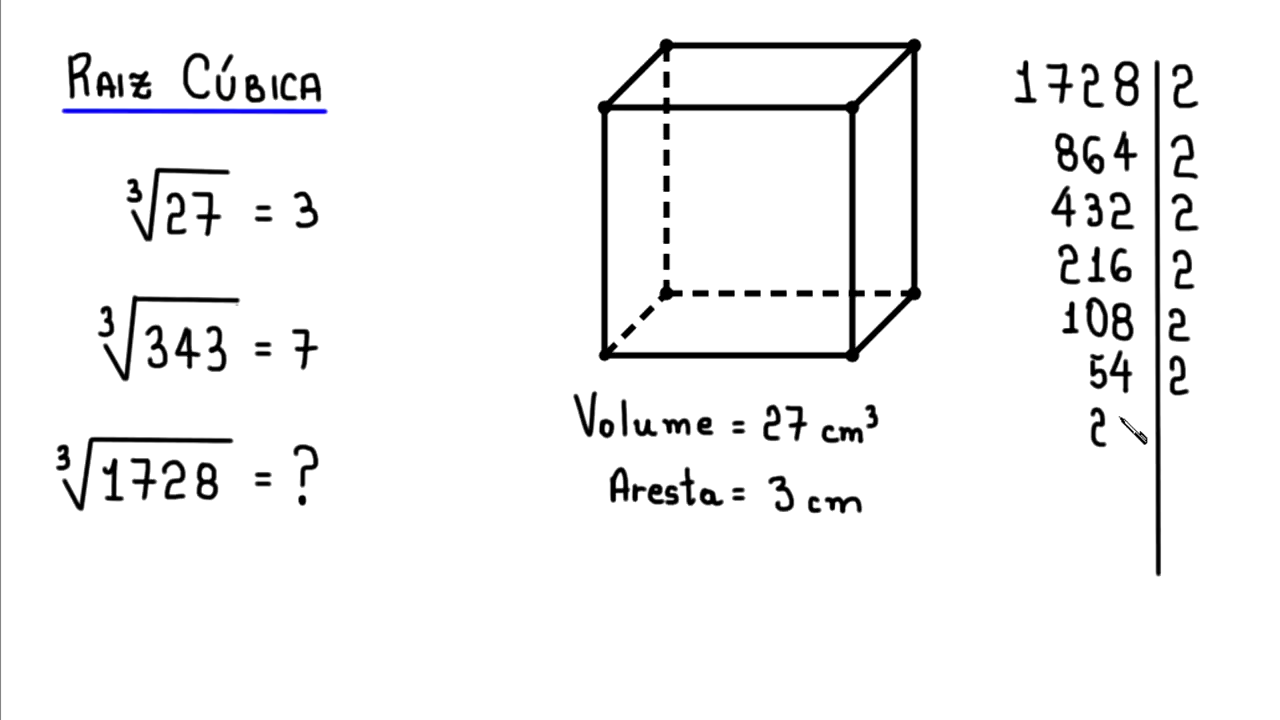 RAIZ CÚBICA
∛27 = 3
∛343 = 7
∛1728 = ?
Volume = 27 cm³
Aresta = 3 cm
1728 | 2
864 | 2
432 | 2
216 | 2
108 | 2
54 | 2
2